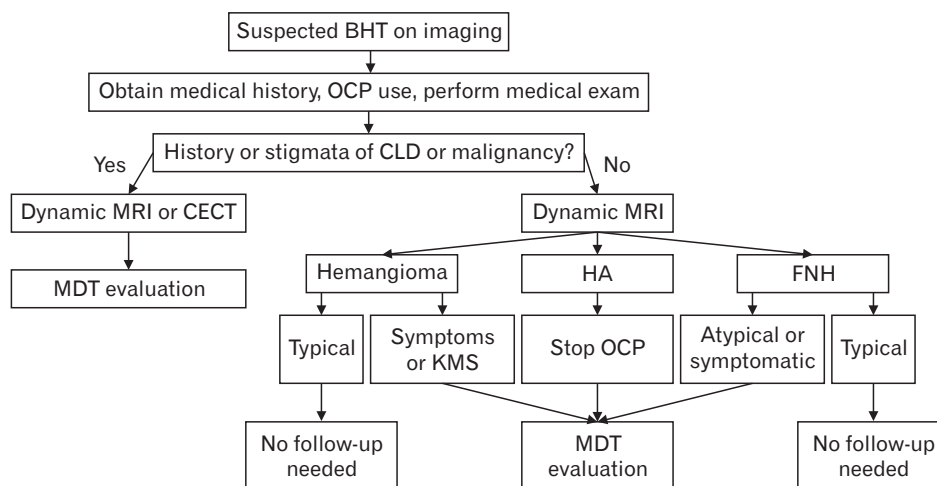 Suspected BHT on imaging
Obtain medical history, OCP use, perform medical exam
History or stigmata of CLD or malignancy?
Yes
No
Dynamic MRI or CECT
Dynamic MRI
MDT evaluation
Hemangioma
HA
FNH
Typical
Symptoms
or KMS
Stop OCP
Atypical or
symptomatic
Typical
No follow-up
needed
MDT
evaluation
No follow-up
needed